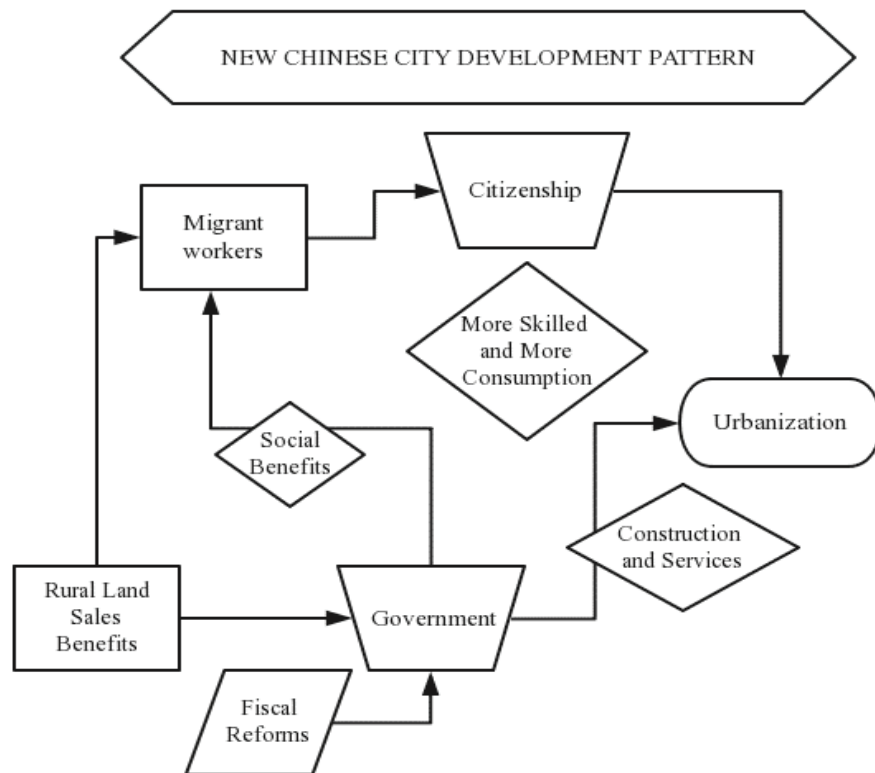 NEW CHINESE CITY DEVELOPMENT PATTERN
Citizenship
Migrant
workers
More Skilled
and More
Consumption
Urbanization
Social
Benefits
Construction
and Services
Rural Land
Sales
Benefits
Government
Fiscal
Reforms